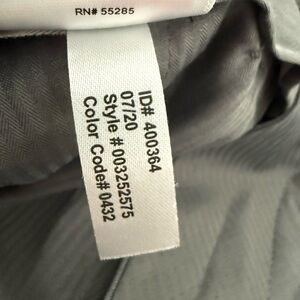 RN# 55285
ID# 400364
07/20
Style # 003252575
Color Code# 0432